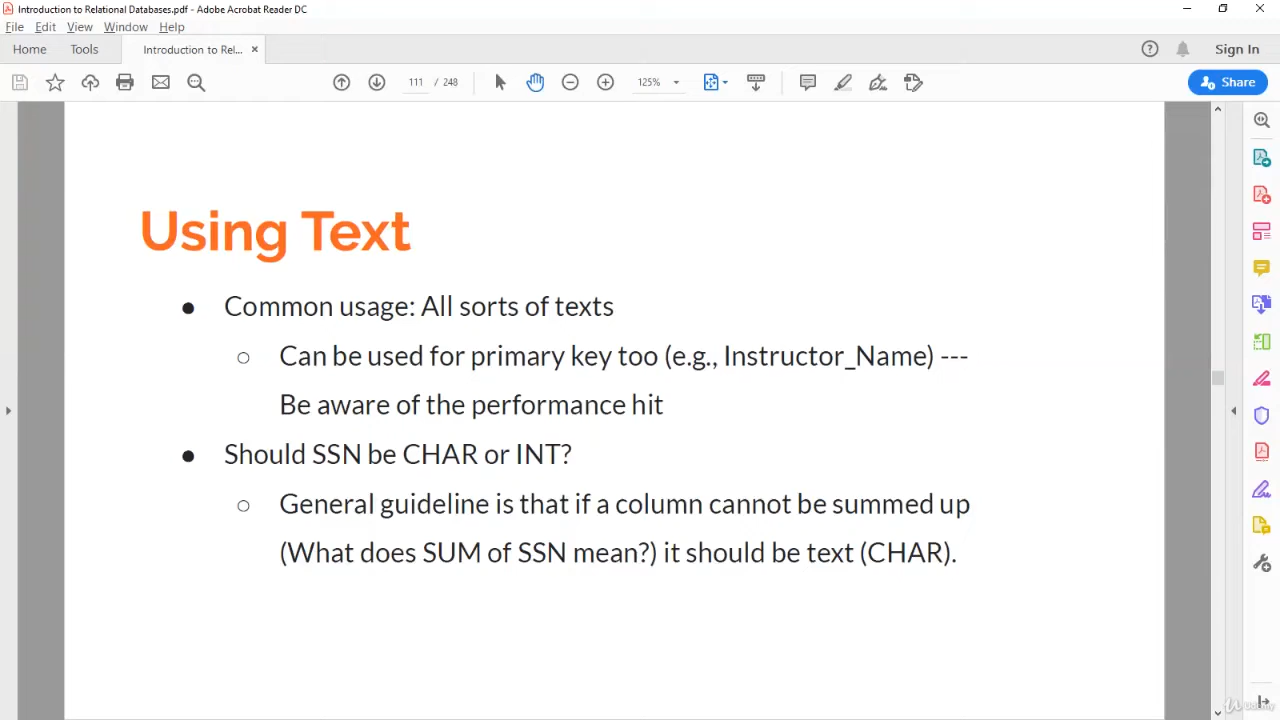 Introduction to Relational Databases.pdf - Adobe Acrobat Reader DC
File Edit View Window Help
Home Tools Introduction to Rel... × Sign In
111 / 248 125% Share
Using Text
● Common usage: All sorts of texts
○ Can be used for primary key too (e.g., Instructor_Name) ---
Be aware of the performance hit
● Should SSN be CHAR or INT?
○ General guideline is that if a column cannot be summed up
(What does SUM of SSN mean?) it should be text (CHAR).
Udemy